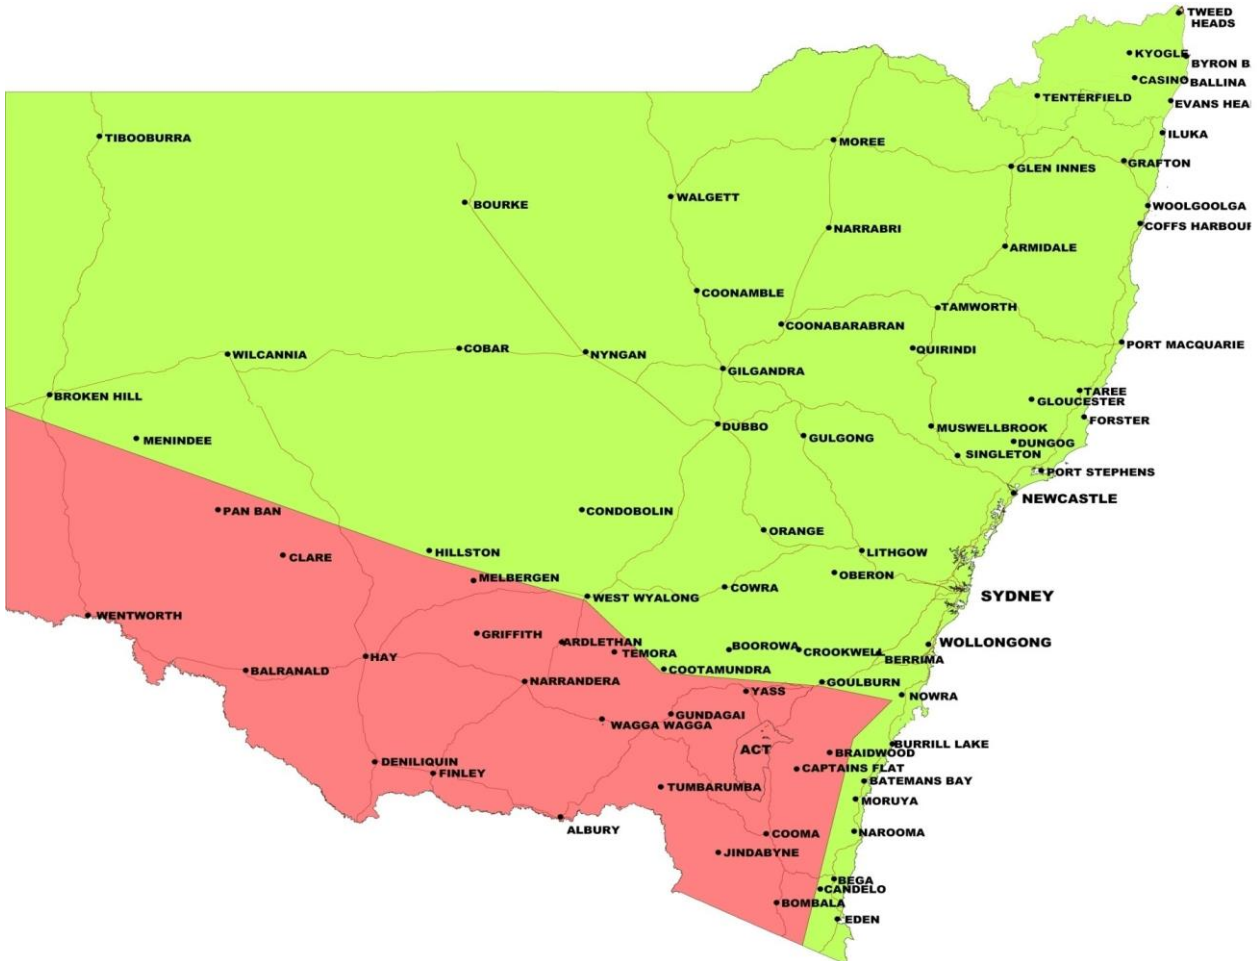 TWEED
HEADS
KYOGLE
BYRON B
CASINO
BALLINA
TENTERFIELD
EVANS HEA
TIBOOBURRA
ILUKA
MOREE
GRAFTON
GLEN INNES
WALGETT
BOURKE
WOOLGOOLGA
COFFS HARBOUR
NARRABRI
ARMIDALE
COONAMBLE
TAMWORTH
COONABARABRAN
PORT MACQUARIE
COBAR
QUIRINDI
WILCANNIA
NYNGAN
GILGANDRA
TAREE
BROKEN HILL
GLOUCESTER
FORSTER
DUBBO
MUSWELLBROOK
GULGONG
MENINDEE
DUNGOG
SINGLETON
PORT STEPHENS
NEWCASTLE
PAN BAN
CONDOBOLIN
ORANGE
HILLSTON
LITHGOW
CLARE
OBERON
MELBERGEN
COWRA
SYDNEY
WEST WYALONG
WENTWORTH
GRIFFITH
ARDLETHAN
WOLLONGONG
BOOROWA
TEMORA
CROOKWELL
HAY
BERRIMA
BALRANALD
COOTAMUNDRA
NARRANDERA
GOULBURN
YASS
NOWRA
GUNDAGAI
WAGGA WAGGA
BURRILL LAKE
ACT
BRAIDWOOD
DENILIQUIN
CAPTAINS FLAT
FINLEY
BATEMANS BAY
TUMBARUMBA
MORUYA
ALBURY
COOMA
NAROOMA
JINDABYNE
BEGA
CANDELO
BOMBALA
EDEN